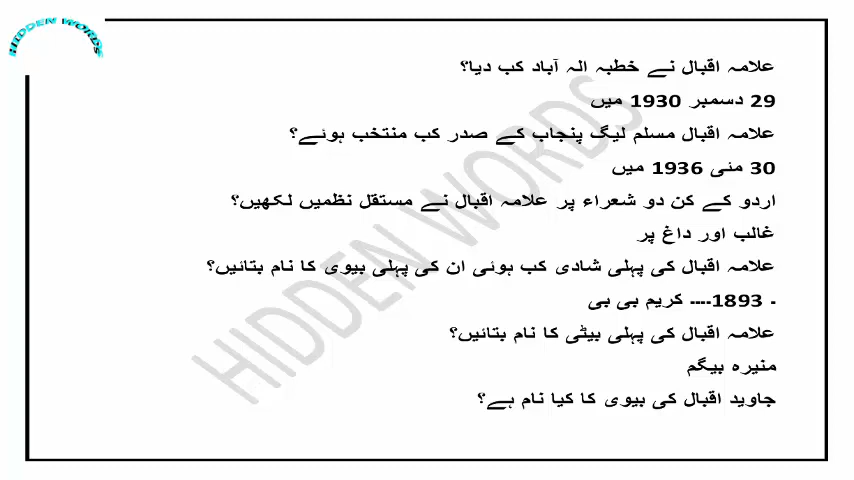 HIDDEN WORDS
علامہ اقبال نے خطبہ الہ آباد کب دیا؟
29 دسمبر 1930 میں
علامہ اقبال مسلم لیگ پنجاب کے صدر کب منتخب ہوئے؟
30 مئی 1936 میں
اردو کے کن دو شعراء پر علامہ اقبال نے مستقل نظمیں لکھیں؟
غالب اور داغ پر
علامہ اقبال کی پہلی شادی کب ہوئی ان کی پہلی بیوی کا نام بتائیں؟
۔ 1893---- کریم بی بی
علامہ اقبال کی پہلی بیٹی کا نام بتائیں؟
منیرہ بیگم
جاوید اقبال کی بیوی کا کیا نام ہے؟
HIDDEN WORDS